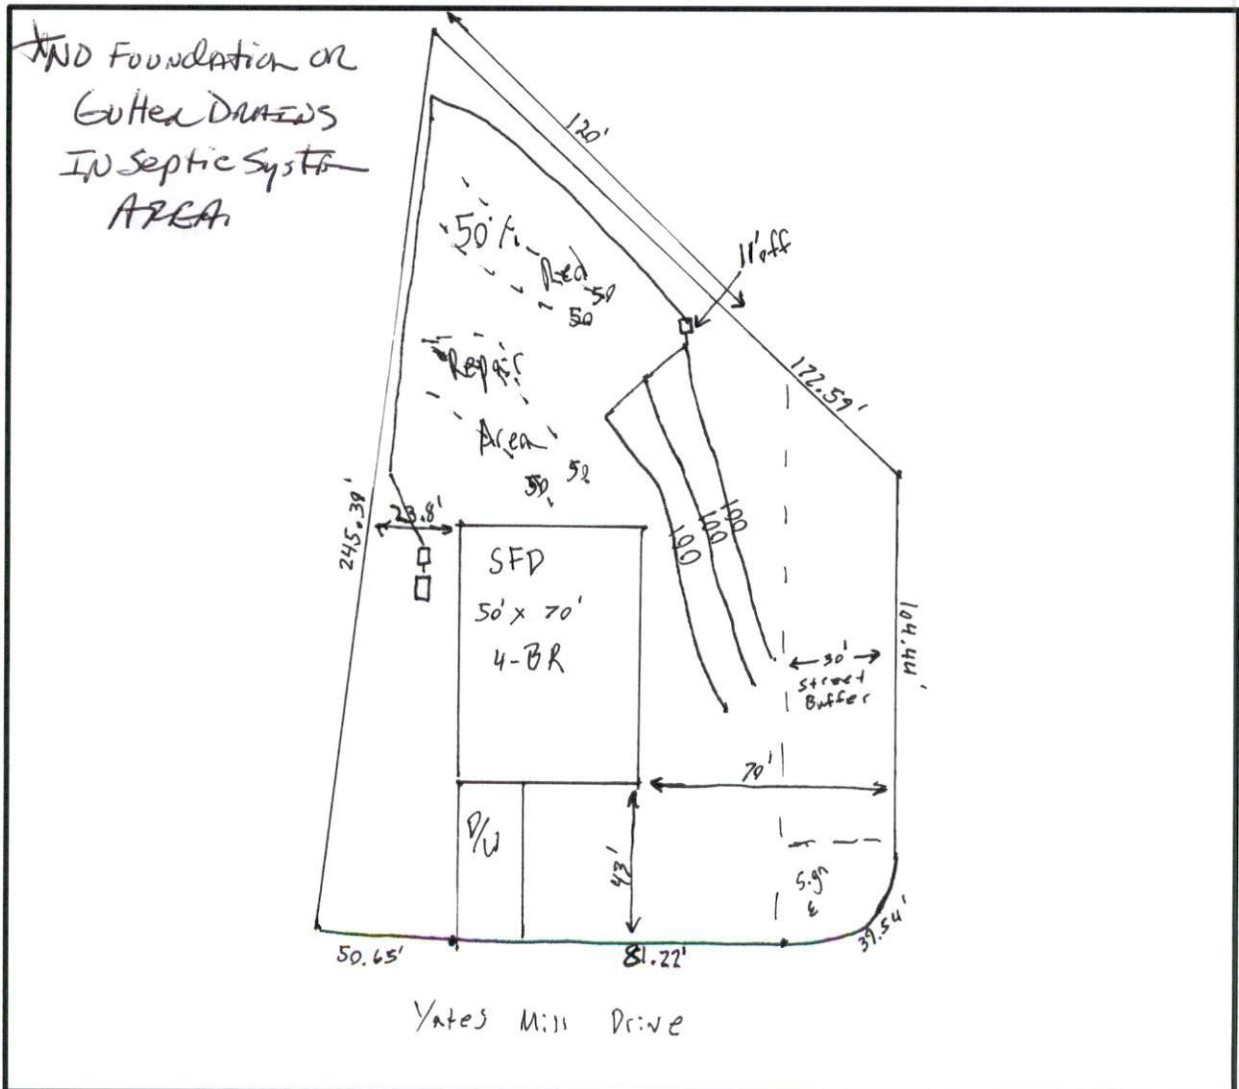 *NO Foundation or
Gutter Drains
In Septic System
AREA.
120'
11' off
50'
Red
50
50
Repair
Area
50 50
172.59'
245.39'
23.8'
SFD
50' x 70'
4-BR
100
100
100
104.44'
30'
Street
Buffer
70'
D/W
43'
Sign
E
39.54'
50.65'
81.22'
Yates Mill Drive